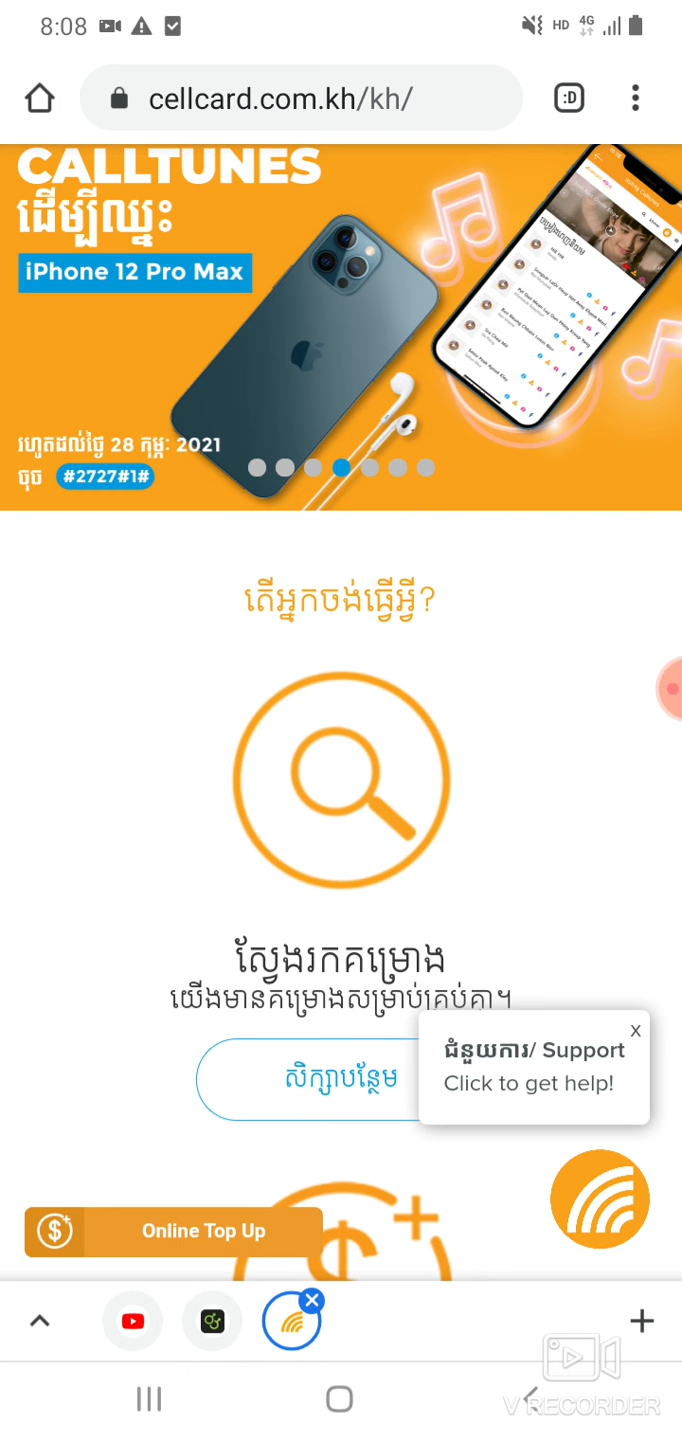 8:08
HD 4G
cellcard.com.kh/kh/
:D
CALLTUNES
ដើម្បីឈ្នះ
iPhone 12 Pro Max
រហូតដល់ថ្ងៃ 28 កុម្ភៈ 2021
ចុច #2727#1#
តើអ្នកចង់ធ្វើអ្វី?
ស្វែងរកគម្រោង
យើងមានគម្រោងសម្រាប់គ្រប់គ្នា។
x
ជំនួយការ/ Support
Click to get help!
សិក្សាបន្ថែម
Online Top Up
V RECORDER